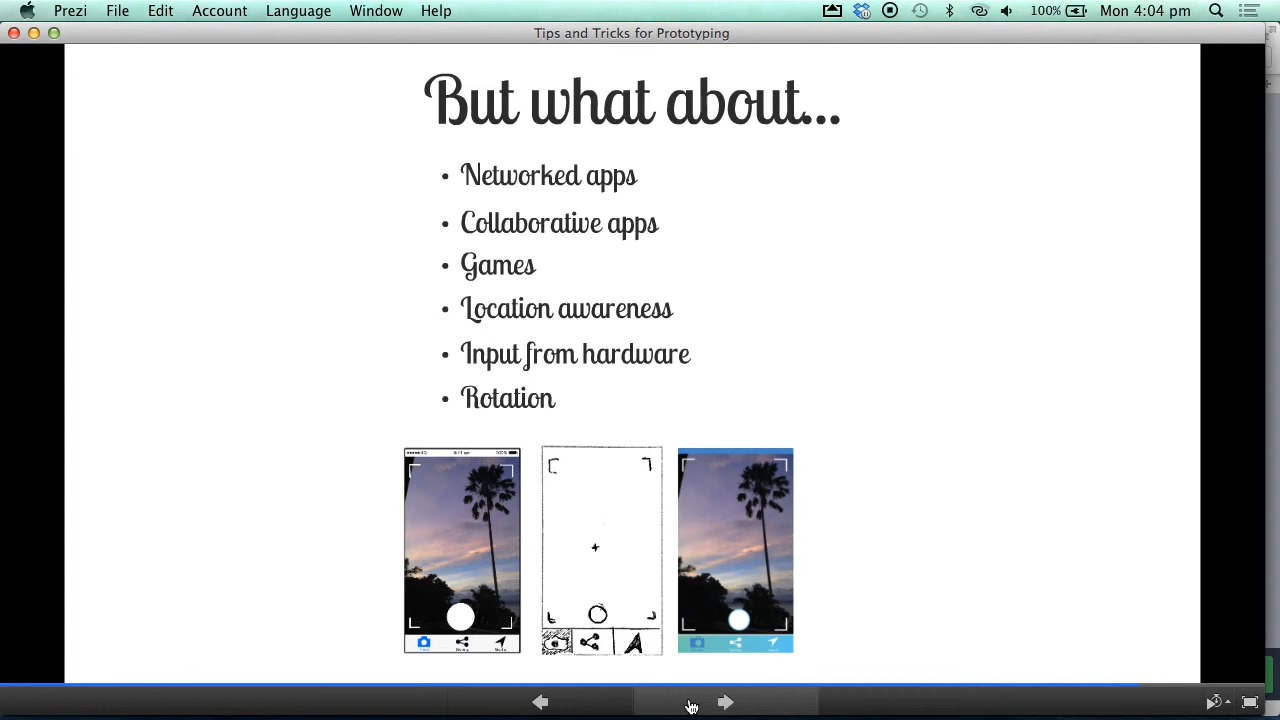 Prezi File Edit Account Language Window Help 100% Mon 4:04 pm
Tips and Tricks for Prototyping
But what about...
• Networked apps
• Collaborative apps
• Games
• Location awareness
• Input from hardware
• Rotation
100%